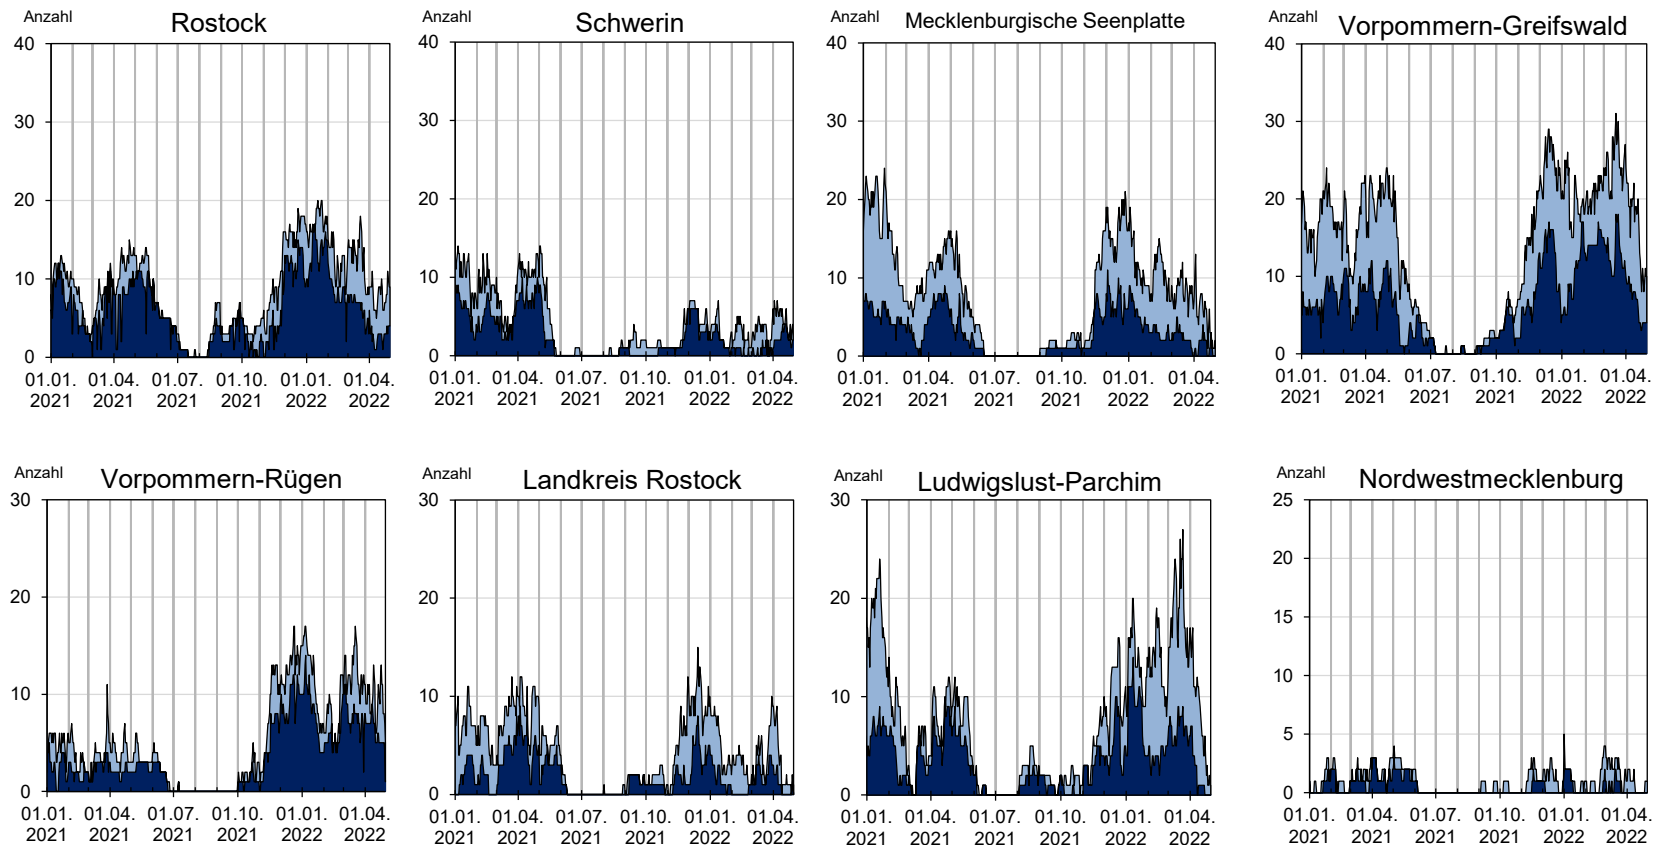 Anzahl Rostock
40
30
20
10
0
01.01. 01.04. 01.07. 01.10. 01.01. 01.04.
2021 2021 2021 2021 2022 2022
Anzahl Schwerin
40
30
20
10
0
01.01. 01.04. 01.07. 01.10. 01.01. 01.04.
2021 2021 2021 2021 2022 2022
Anzahl Mecklenburgische Seenplatte
40
30
20
10
0
01.01. 01.04. 01.07. 01.10. 01.01. 01.04.
2021 2021 2021 2021 2022 2022
Anzahl Vorpommern-Greifswald
40
30
20
10
0
01.01. 01.04. 01.07. 01.10. 01.01. 01.04.
2021 2021 2021 2021 2022 2022
Anzahl Vorpommern-Rügen
30
20
10
0
01.01. 01.04. 01.07. 01.10. 01.01. 01.04.
2021 2021 2021 2021 2022 2022
Anzahl Landkreis Rostock
30
20
10
0
01.01. 01.04. 01.07. 01.10. 01.01. 01.04.
2021 2021 2021 2021 2022 2022
Anzahl Ludwigslust-Parchim
30
20
10
0
01.01. 01.04. 01.07. 01.10. 01.01. 01.04.
2021 2021 2021 2021 2022 2022
Anzahl Nordwestmecklenburg
25
20
15
10
5
0
01.01. 01.04. 01.07. 01.10. 01.01. 01.04.
2021 2021 2021 2021 2022 2022